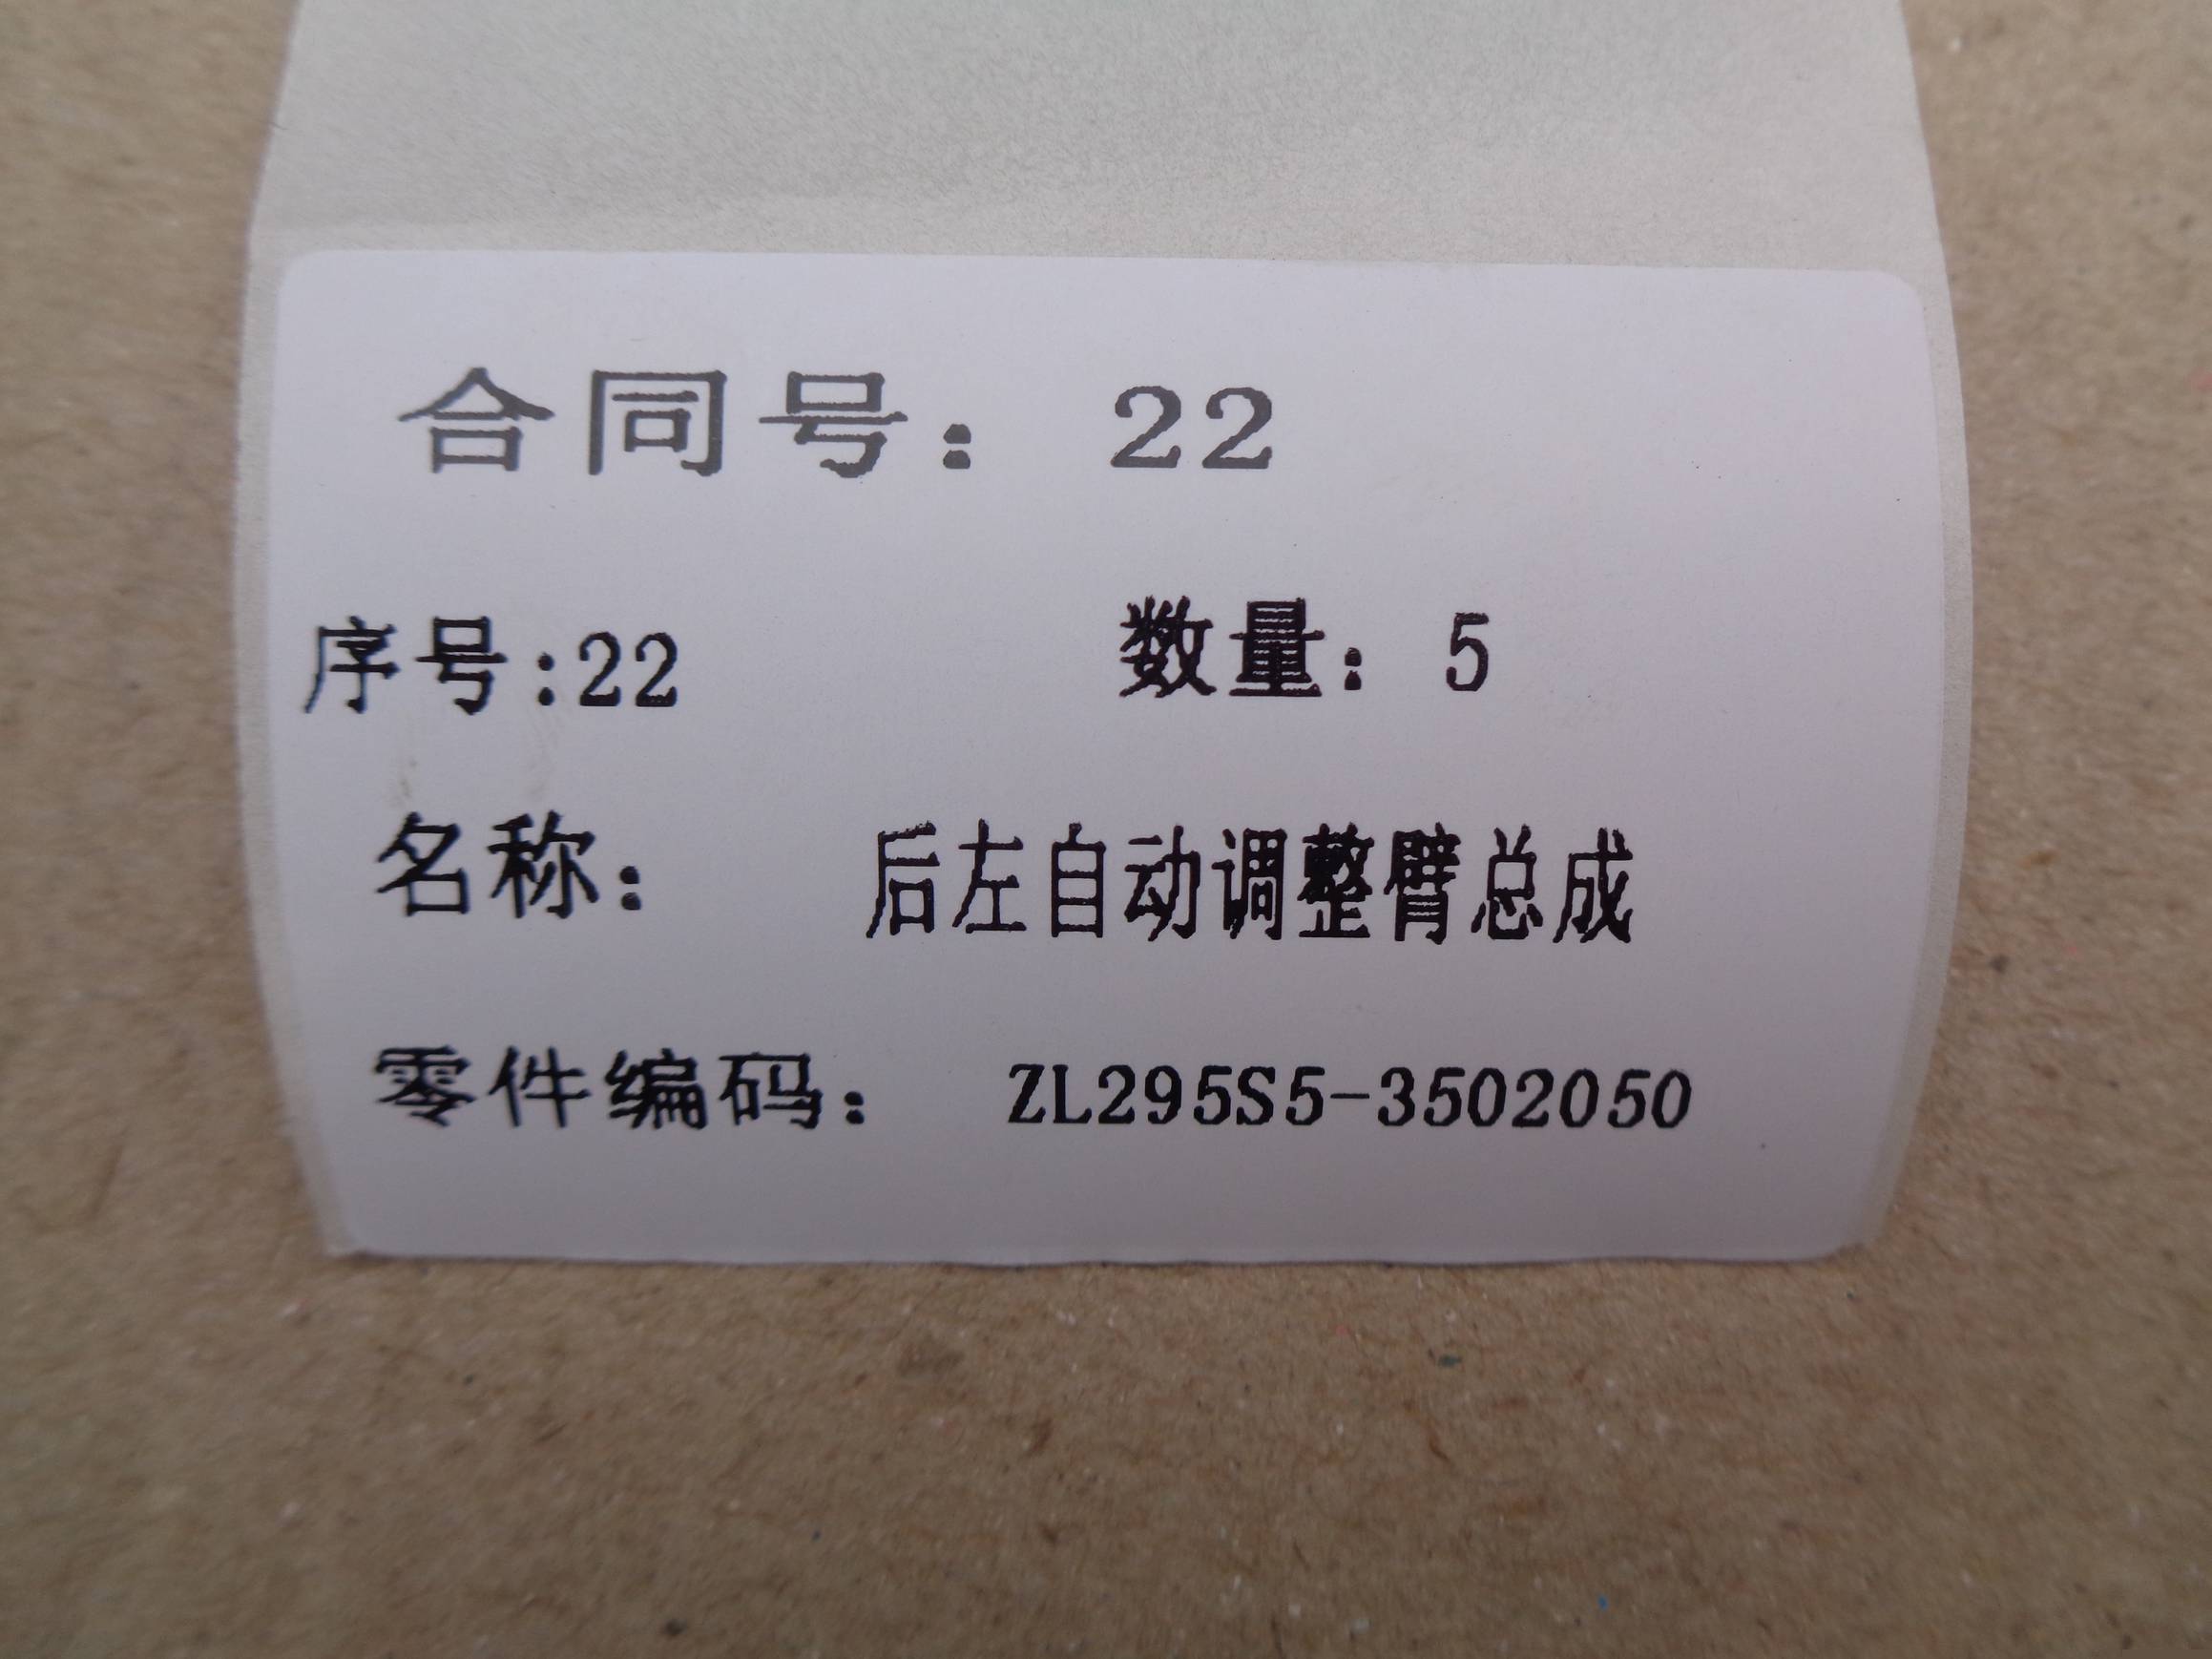 合同号：22
序号:22 数量：5
名称： 后左自动调整臂总成
零件编码： ZL295S5-3502050